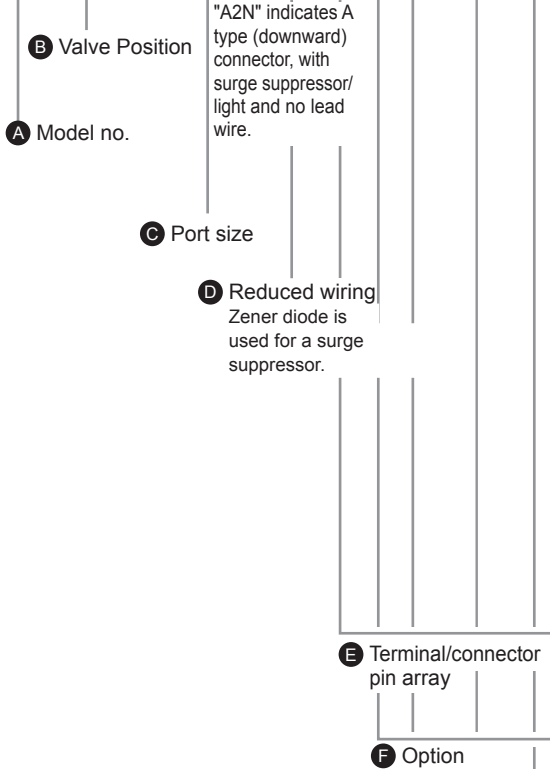 "A2N" indicates A
type (downward)
connector, with
surge suppressor/
light and no lead
wire.
B Valve Position
A Model no.
C Port size
D Reduced wiring
Zener diode is
used for a surge
suppressor.
E Terminal/connector
pin array
F Option